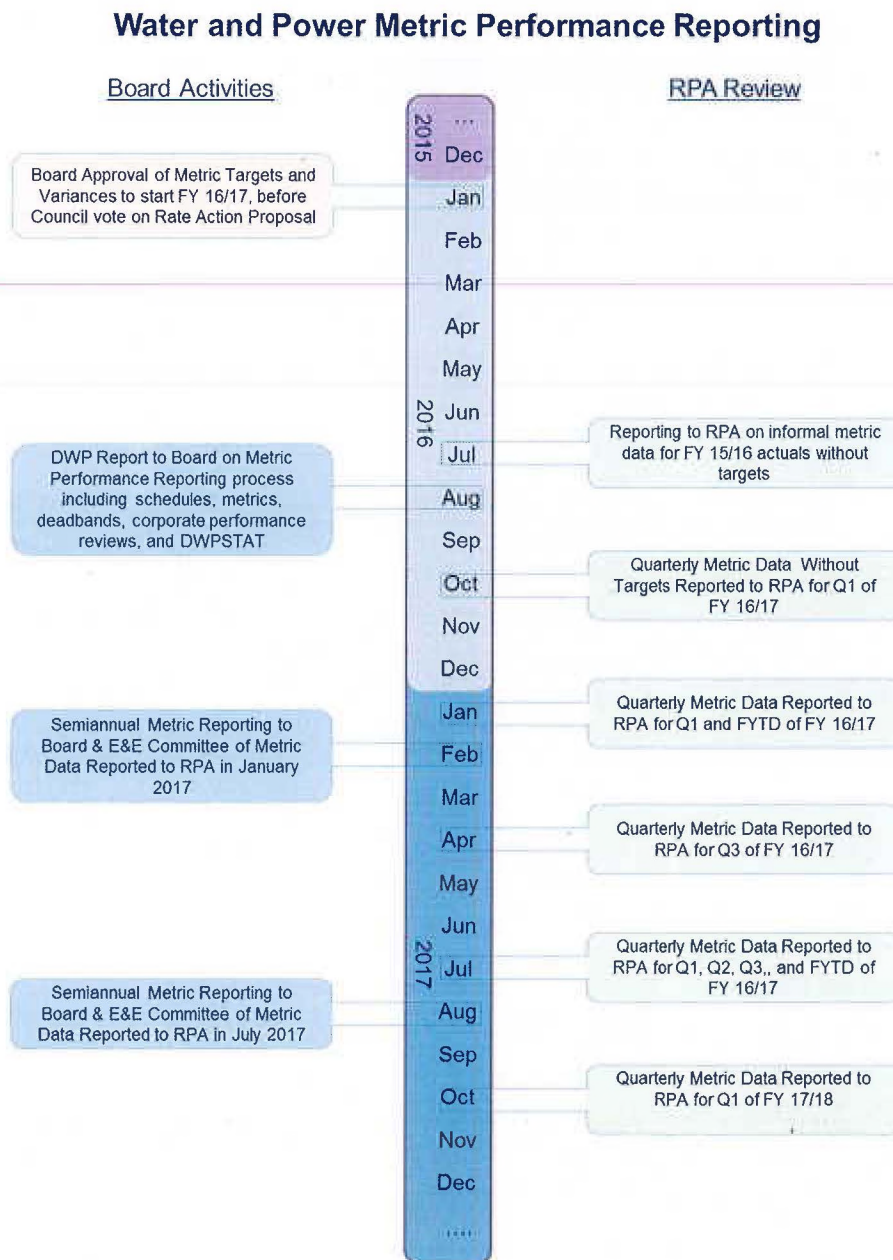 Water and Power Metric Performance Reporting
Board Activities
RPA Review
2015
...
Dec
Board Approval of Metric Targets and
Variances to start FY 16/17, before
Council vote on Rate Action Proposal
2016
Jan
Feb
Mar
Apr
May
Jun
Jul
Aug
Sep
Oct
Nov
Dec
Reporting to RPA on informal metric
data for FY 15/16 actuals without
targets
DWP Report to Board on Metric
Performance Reporting process
including schedules, metrics,
deadbands, corporate performance
reviews, and DWPSTAT
Quarterly Metric Data Without
Targets Reported to RPA for Q1 of
FY 16/17
2017
Jan
Feb
Mar
Apr
May
Jun
Jul
Aug
Sep
Oct
Nov
Dec
....
Quarterly Metric Data Reported to
RPA for Q1 and FYTD of FY 16/17
Semiannual Metric Reporting to
Board & E&E Committee of Metric
Data Reported to RPA in January
2017
Quarterly Metric Data Reported to
RPA for Q3 of FY 16/17
Quarterly Metric Data Reported to
RPA for Q1, Q2, Q3,, and FYTD of
FY 16/17
Semiannual Metric Reporting to
Board & E&E Committee of Metric
Data Reported to RPA in July 2017
Quarterly Metric Data Reported to
RPA for Q1 of FY 17/18